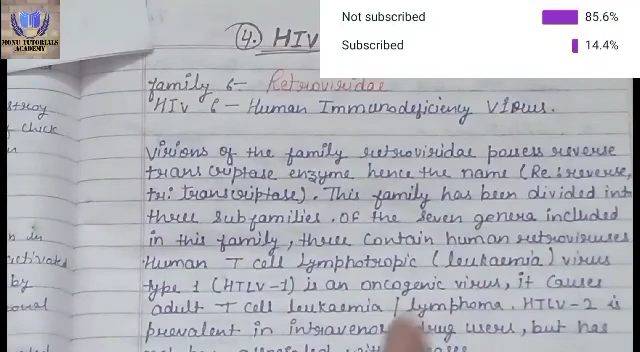 MONU TUTORIALS
ACADEMY
Not subscribed 85.6%
Subscribed 14.4%
④. HIV
family :- Retroviridae
HIV :- Human Immunodeficiency Virus.
Virions of the family retroviridae possess reverse
transcriptase enzyme hence the name (Re = reverse,
tr: transcriptase). This family has been divided into
three subfamilies. Of the seven genera included
in this family, three contain human retroviruses
Human T cell lymphotropic (leukaemia) virus
type 1 (HTLV-1) is an oncogenic virus, it causes
adult T cell leukaemia / lymphoma. HTLV-2 is
prevalent in drug users, but has
stroy
chick
n in
by